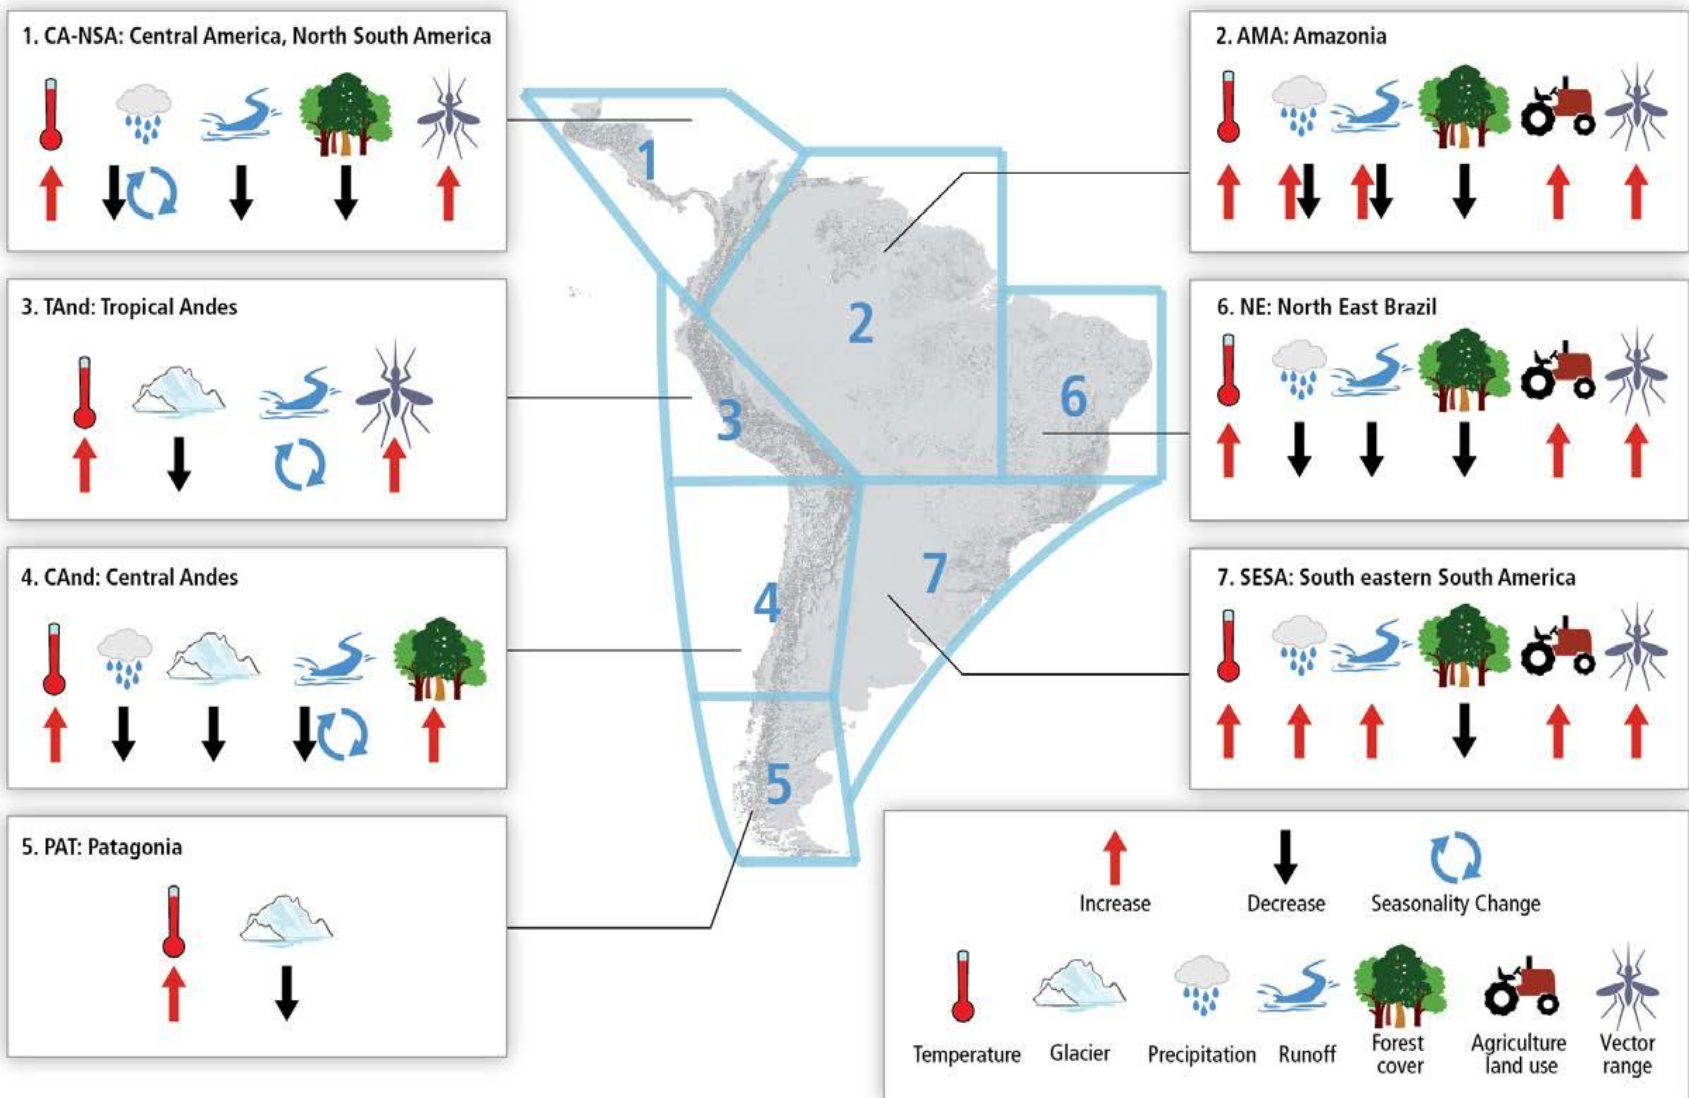 1. CA-NSA: Central America, North South America
2. AMA: Amazonia
3. TAnd: Tropical Andes
6. NE: North East Brazil
4. CAnd: Central Andes
7. SESA: South eastern South America
5. PAT: Patagonia
1
2
3
6
4
7
5
Increase
Decrease
Seasonality Change
Temperature
Glacier
Precipitation
Runoff
Forest
cover
Agriculture
land use
Vector
range